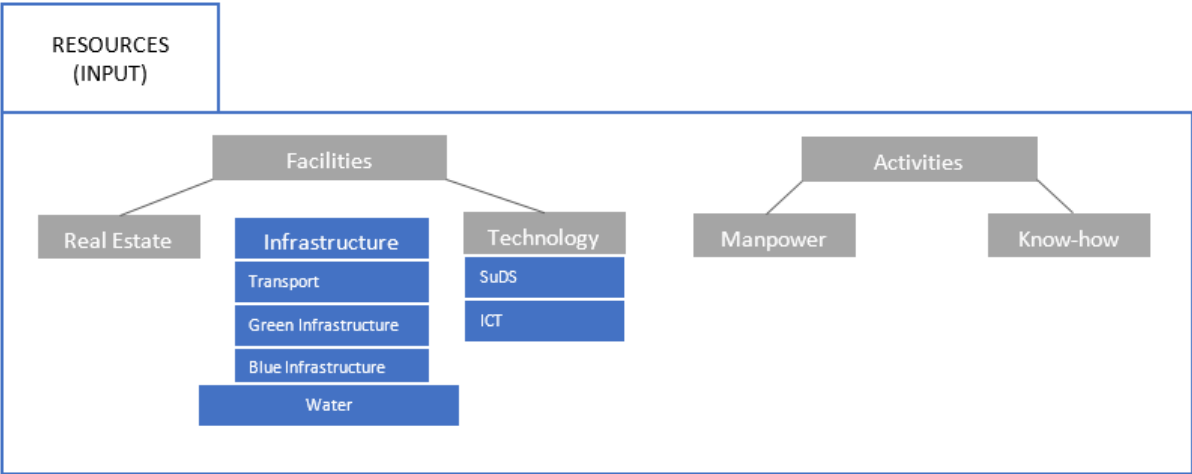 RESOURCES
(INPUT)
Facilities
Activities
Real Estate
Infrastructure
Technology
Manpower
Know-how
Transport
SuDS
Green Infrastructure
ICT
Blue Infrastructure
Water